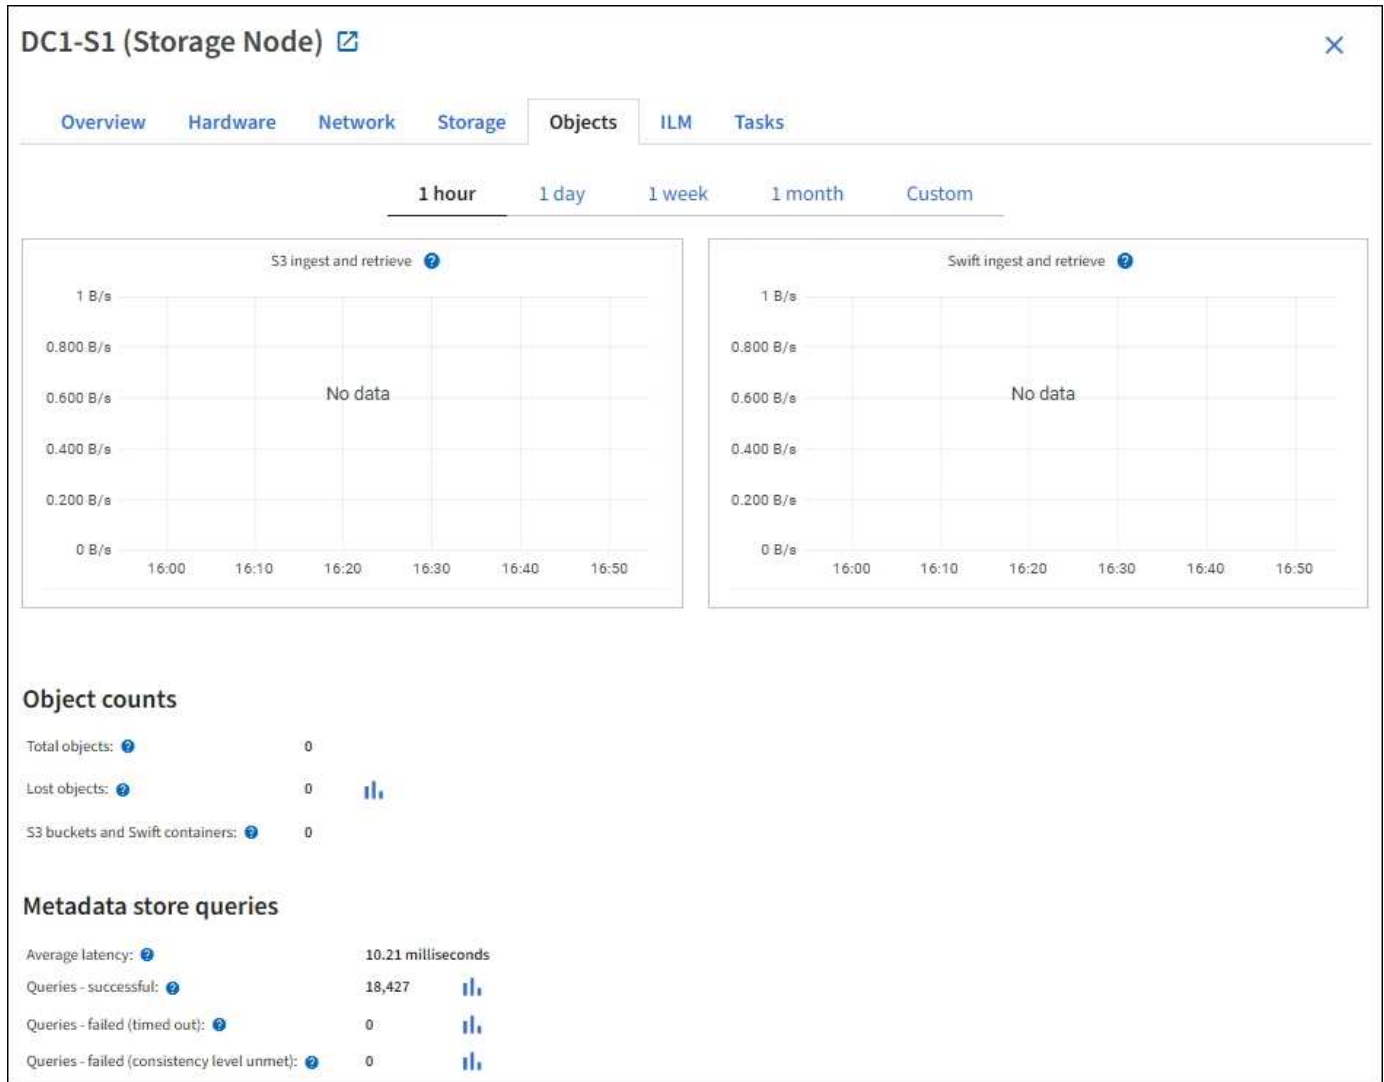 DC1-S1 (Storage Node)
Overview Hardware Network Storage Objects ILM Tasks
1 hour 1 day 1 week 1 month Custom
S3 ingest and retrieve
1 B/s
0.800 B/s
0.600 B/s
0.400 B/s
0.200 B/s
0 B/s
No data
16:00 16:10 16:20 16:30 16:40 16:50
Swift ingest and retrieve
1 B/s
0.800 B/s
0.600 B/s
0.400 B/s
0.200 B/s
0 B/s
No data
16:00 16:10 16:20 16:30 16:40 16:50
Object counts
Total objects: ? 0
Lost objects: ? 0
S3 buckets and Swift containers: ? 0
Metadata store queries
Average latency: ? 10.21 milliseconds
Queries - successful: ? 18,427
Queries - failed (timed out): ? 0
Queries - failed (consistency level unmet): ? 0